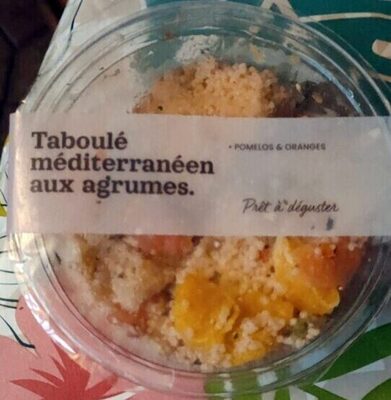 Taboulé
méditerranéen
aux agrumes.
• POMELOS & ORANGES
Prêt à déguster